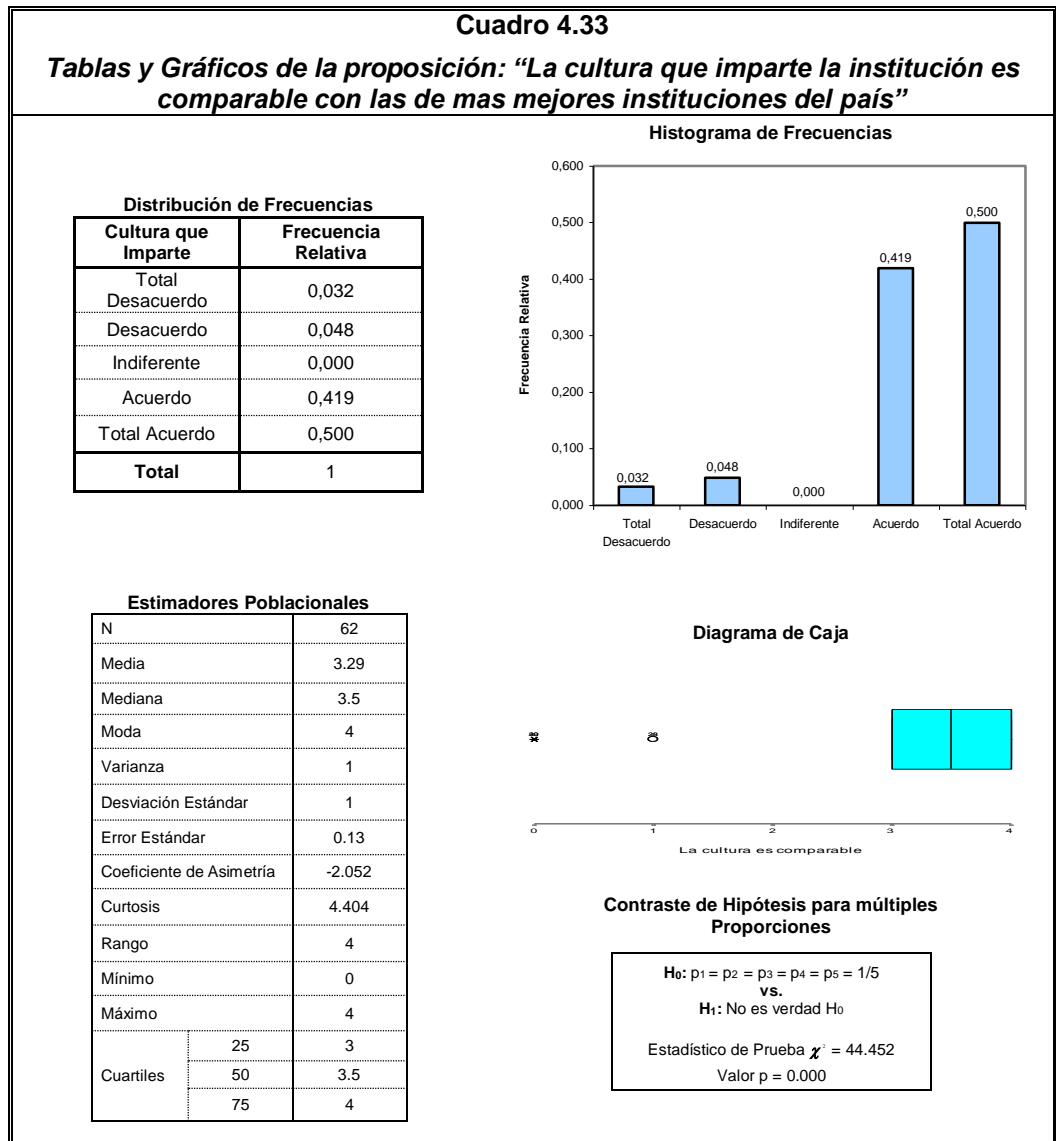 Cuadro 4.33
Tablas y Gráficos de la proposición: “La cultura que imparte la institución es
comparable con las de mas mejores instituciones del país”
Distribución de Frecuencias
Cultura que
Imparte
Frecuencia
Relativa
Total
Desacuerdo
0,032
Desacuerdo
0,048
Indiferente
0,000
Acuerdo
0,419
Total Acuerdo
0,500
Total
1
Histograma de Frecuencias
Frecuencia Relativa
0,600
0,500
0,400
0,300
0,200
0,100
0,000
0,032
0,048
0,000
0,419
0,500
Total
Desacuerdo
Desacuerdo
Indiferente
Acuerdo
Total Acuerdo
Estimadores Poblacionales
N 62
Media 3.29
Mediana 3.5
Moda 4
Varianza 1
Desviación Estándar 1
Error Estándar 0.13
Coeficiente de Asimetría -2.052
Curtosis 4.404
Rango 4
Mínimo 0
Máximo 4
Cuartiles
25 3
50 3.5
75 4
Diagrama de Caja
0 1 2 3 4
La cultura es comparable
Contraste de Hipótesis para múltiples
Proporciones
H0: p1 = p2 = p3 = p4 = p5 = 1/5
vs.
H1: No es verdad H0
Estadístico de Prueba χ² = 44.452
Valor p = 0.000